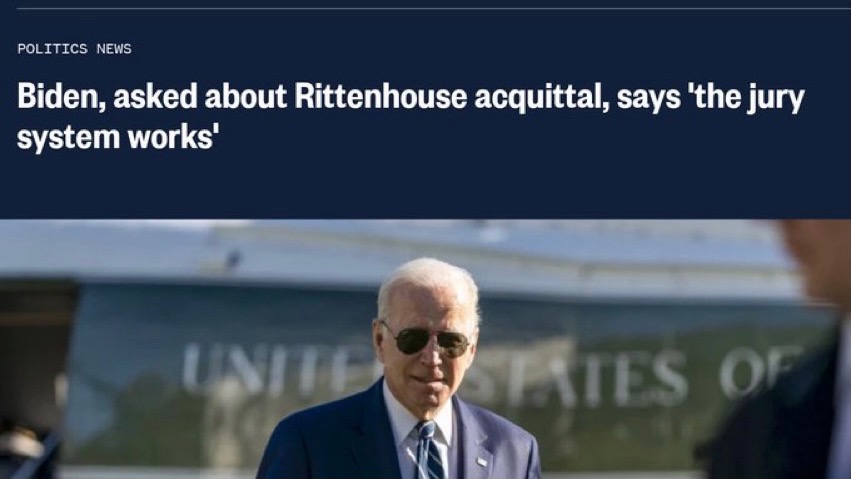 POLITICS NEWS
Biden, asked about Rittenhouse acquittal, says 'the jury
system works'
UNITED STATES OF